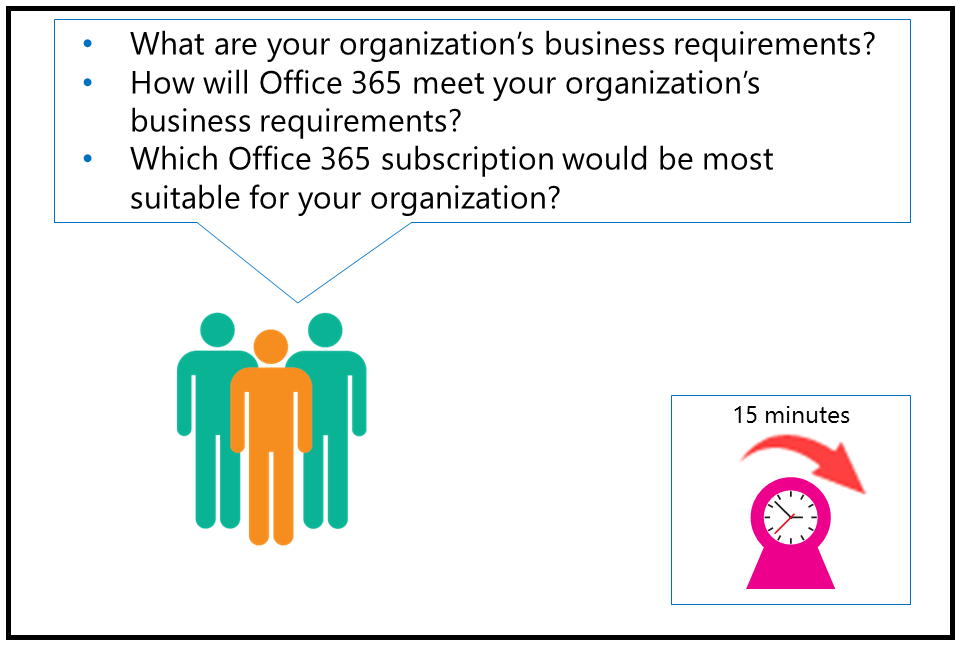 • What are your organization’s business requirements?
• How will Office 365 meet your organization’s
business requirements?
• Which Office 365 subscription would be most
suitable for your organization?
15 minutes